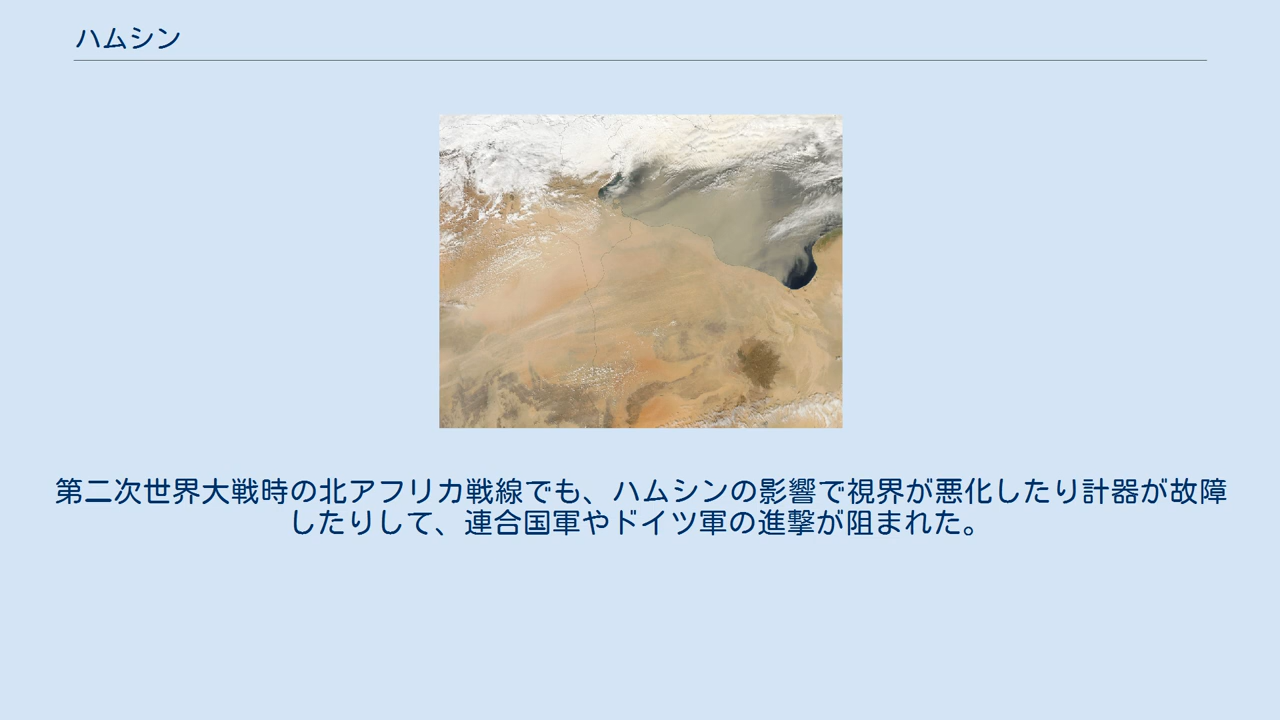 ハムシン
第二次世界大戦時の北アフリカ戦線でも、ハムシンの影響で視界が悪化したり計器が故障
したりして、連合国軍やドイツ軍の進撃が阻まれた。